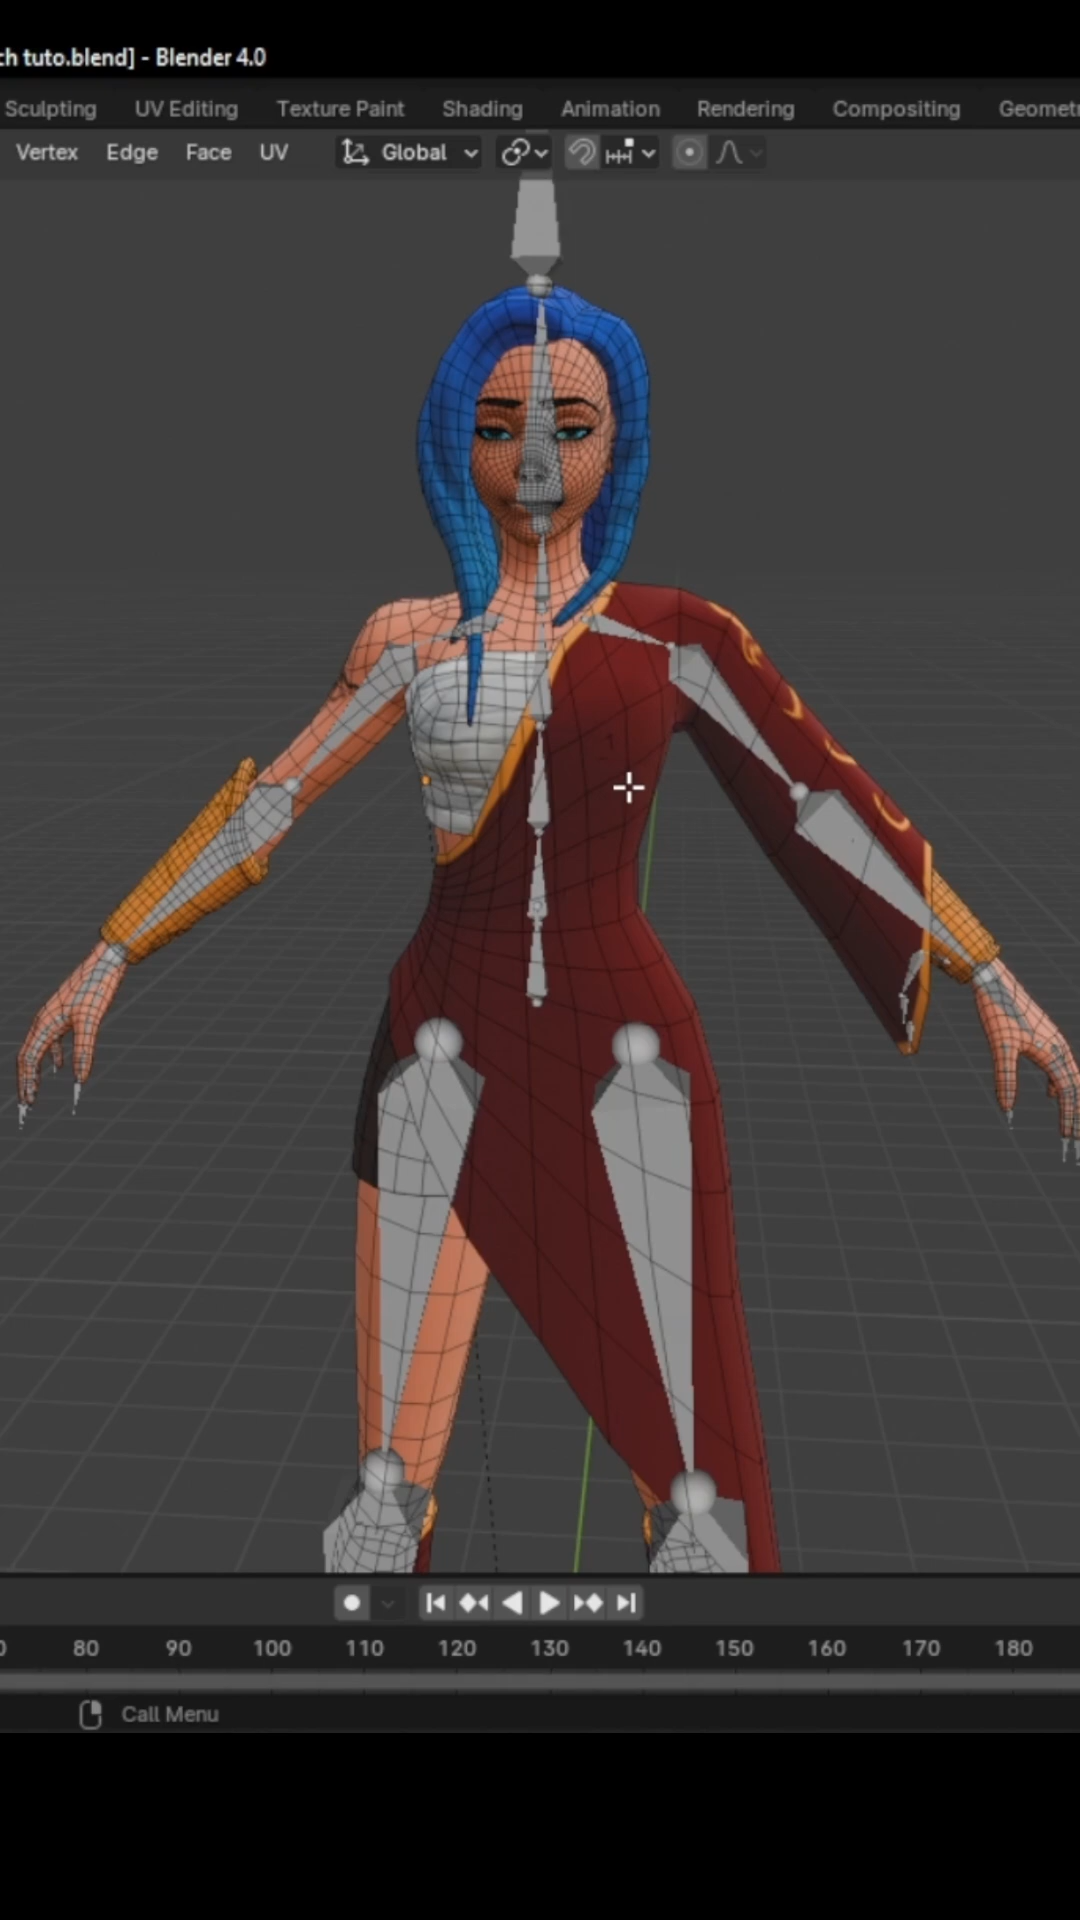 ch tuto.blend] - Blender 4.0
Sculpting UV Editing Texture Paint Shading Animation Rendering Compositing Geomet
Vertex Edge Face UV Global
80 90 100 110 120 130 140 150 160 170 180
Call Menu